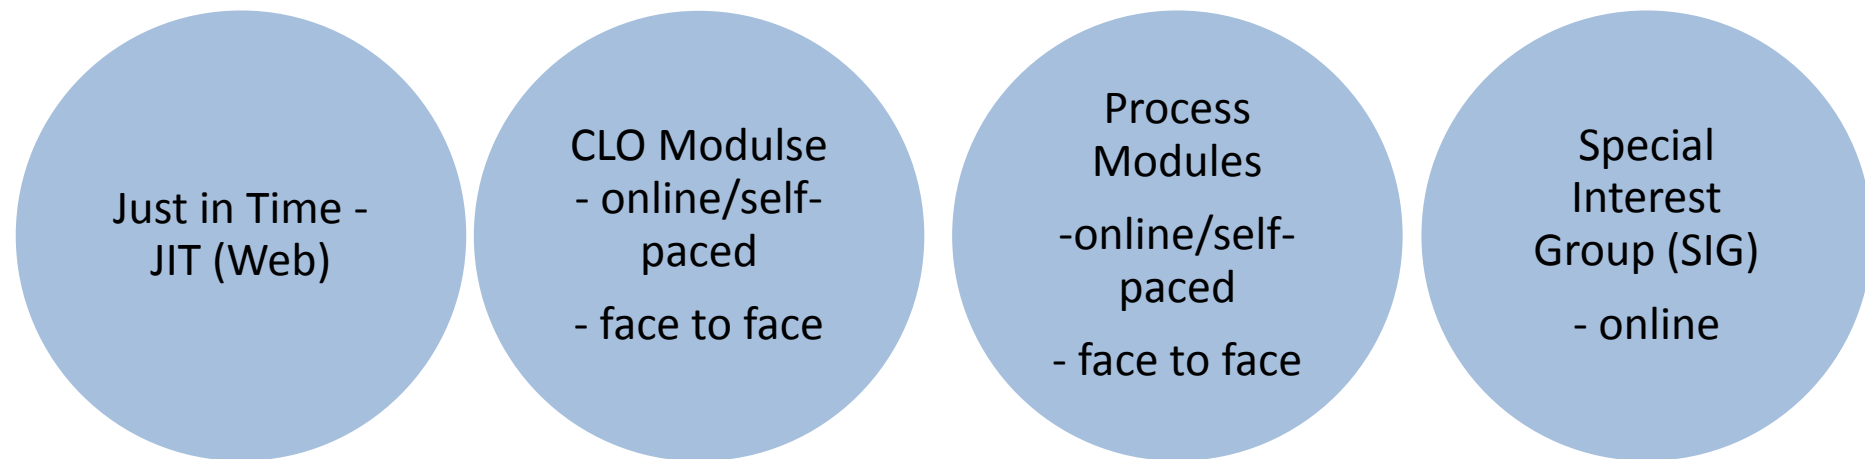 Just in Time -
JIT (Web)
CLO Modulse
- online/self-
paced
- face to face
Process
Modules
-online/self-
paced
- face to face
Special
Interest
Group (SIG)
- online